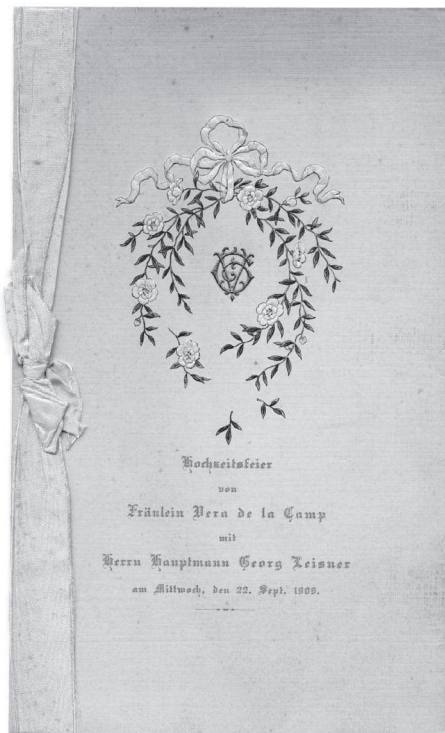 Hochzeitsfeier
von
Fräulein Vera de la Camp
mit
Herrn Hauptmann Georg Leisner
am Mittwoch, den 22. Sept. 1909.